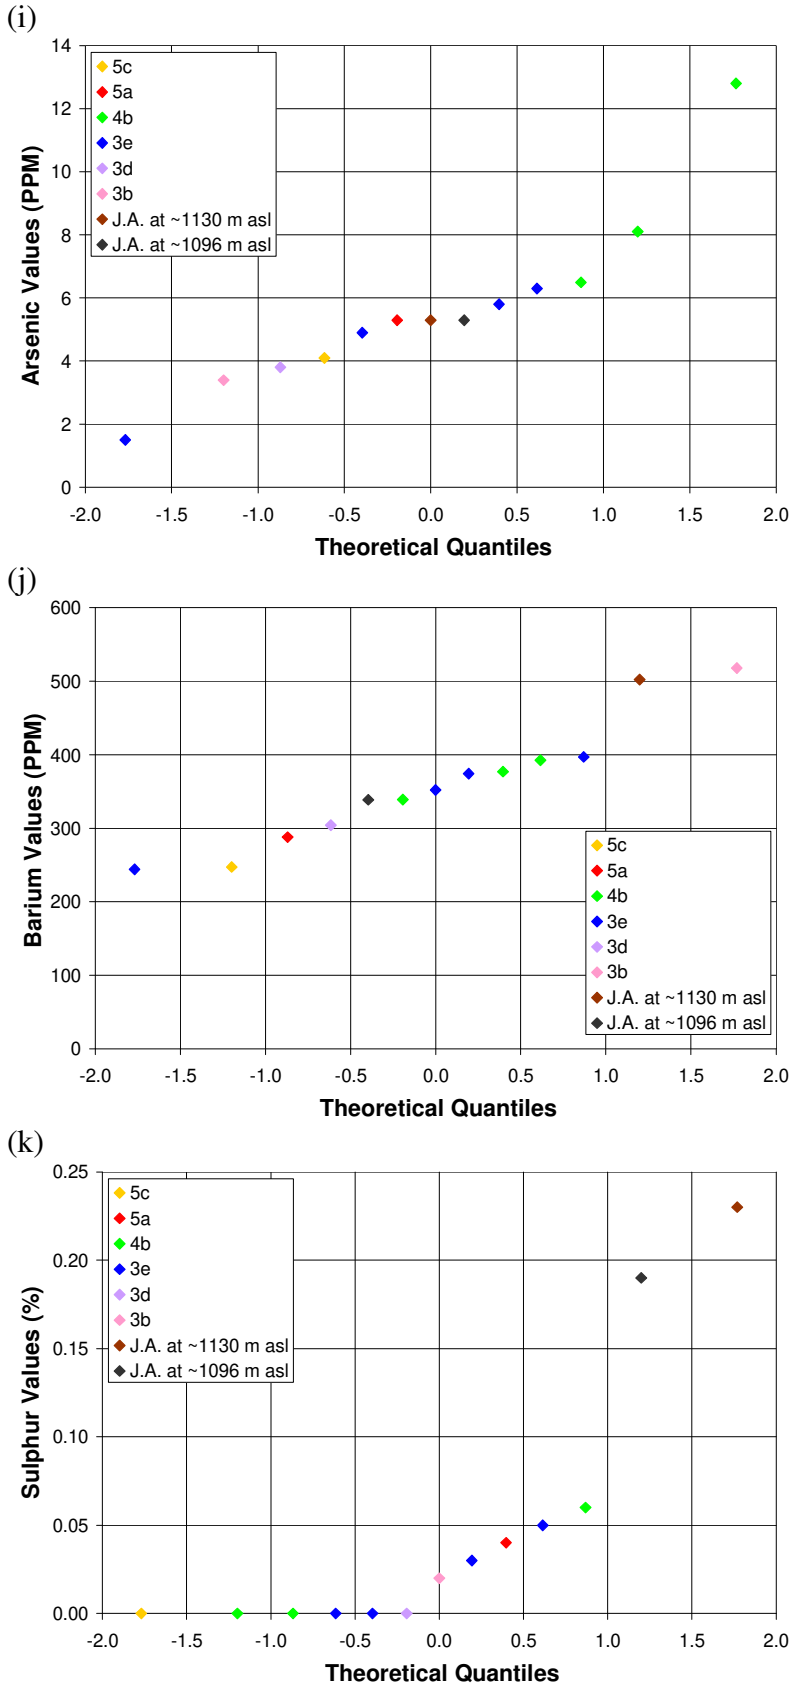 (i)
14
12
10
8
6
4
2
0
Arsenic Values (PPM)
5c
5a
4b
3e
3d
3b
J.A. at ~1130 m asl
J.A. at ~1096 m asl
-2.0 -1.5 -1.0 -0.5 0.0 0.5 1.0 1.5 2.0
Theoretical Quantiles
(j)
600
500
400
300
200
100
0
Barium Values (PPM)
5c
5a
4b
3e
3d
3b
J.A. at ~1130 m asl
J.A. at ~1096 m asl
-2.0 -1.5 -1.0 -0.5 0.0 0.5 1.0 1.5 2.0
Theoretical Quantiles
(k)
0.25
0.20
0.15
0.10
0.05
0.00
Sulphur Values (%)
5c
5a
4b
3e
3d
3b
J.A. at ~1130 m asl
J.A. at ~1096 m asl
-2.0 -1.5 -1.0 -0.5 0.0 0.5 1.0 1.5 2.0
Theoretical Quantiles